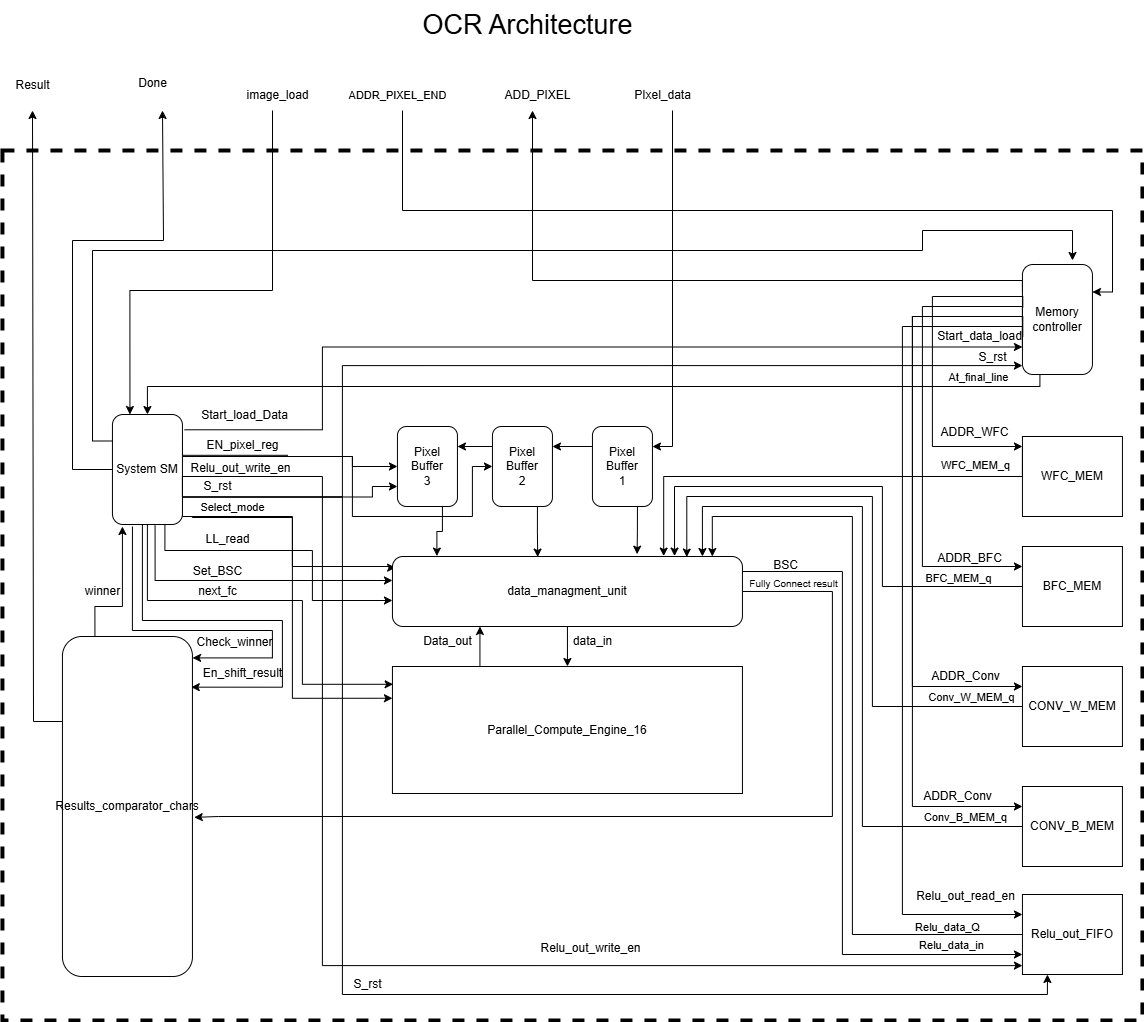 OCR Architecture
Result
Done
image_load
ADDR_PIXEL_END
ADD_PIXEL
PIxel_data
Memory
controller
Start_data_load
S_rst
At_final_line
Start_load_Data
EN_pixel_reg
Relu_out_write_en
S_rst
Select_mode
System SM
Pixel
Buffer
3
Pixel
Buffer
2
Pixel
Buffer
1
ADDR_WFC
WFC_MEM_q
WFC_MEM
LL_read
Set_BSC
next_fc
winner
Check_winner
En_shift_result
data_managment_unit
BSC
Fully Connect result
ADDR_BFC
BFC_MEM_q
BFC_MEM
Data_out
data_in
Parallel_Compute_Engine_16
ADDR_Conv
Conv_W_MEM_q
CONV_W_MEM
Results_comparator_chars
ADDR_Conv
Conv_B_MEM_q
CONV_B_MEM
Relu_out_read_en
Relu_data_Q
Relu_data_in
Relu_out_FIFO
Relu_out_write_en
S_rst